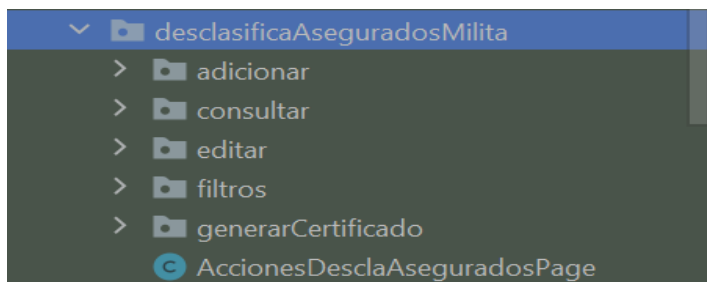 desclasificaAseguradosMilita
adicionar
consultar
editar
filtros
generarCertificado
C AccionesDesclaAseguradosPage